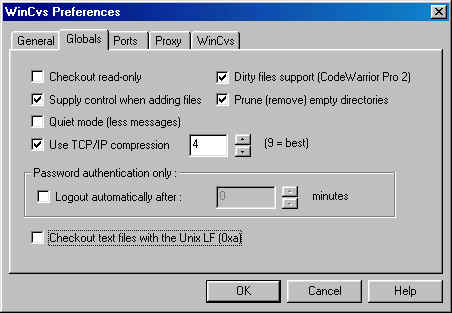 WinCvs Preferences
General Globals Ports Proxy WinCvs
Checkout read-only Dirty files support (CodeWarrior Pro 2)
Supply control when adding files Prune (remove) empty directories
Quiet mode (less messages)
Use TCP/IP compression 4 (9 = best)
Password authentication only :
Logout automatically after : 0 minutes
Checkout text files with the Unix LF (0xa)
OK Cancel Help